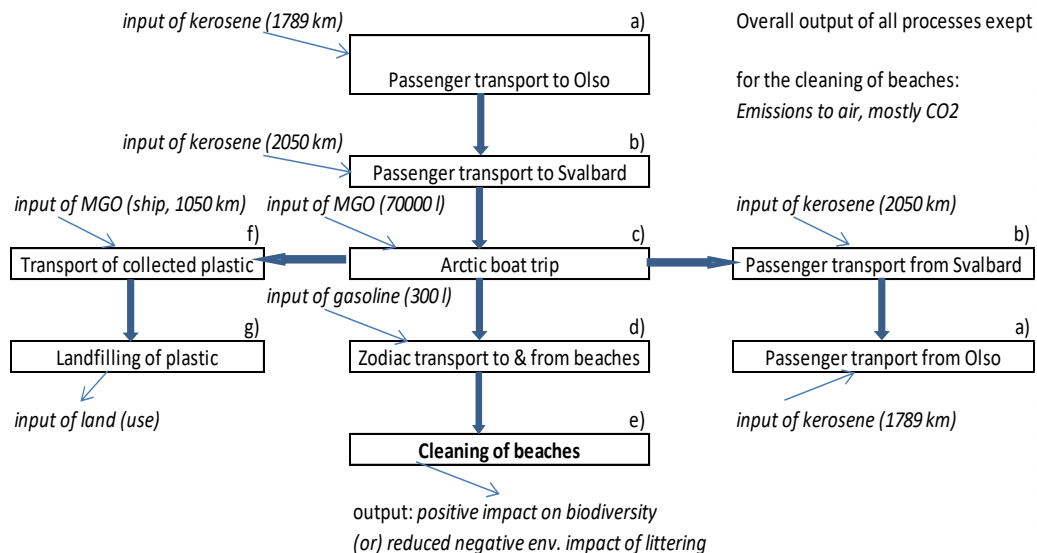 input of kerosene (1789 km)
a)
Passenger transport to Olso
Overall output of all processes exept
for the cleaning of beaches:
Emissions to air, mostly CO2
input of kerosene (2050 km)
b)
Passenger transport to Svalbard
input of MGO (ship, 1050 km)
f)
Transport of collected plastic
input of MGO (70000 l)
c)
Arctic boat trip
input of kerosene (2050 km)
b)
Passenger transport from Svalbard
g)
Landfilling of plastic
input of land (use)
input of gasoline (300 l)
d)
Zodiac transport to & from beaches
a)
Passenger tranport from Olso
input of kerosene (1789 km)
e)
Cleaning of beaches
output: positive impact on biodiversity
(or) reduced negative env. impact of littering